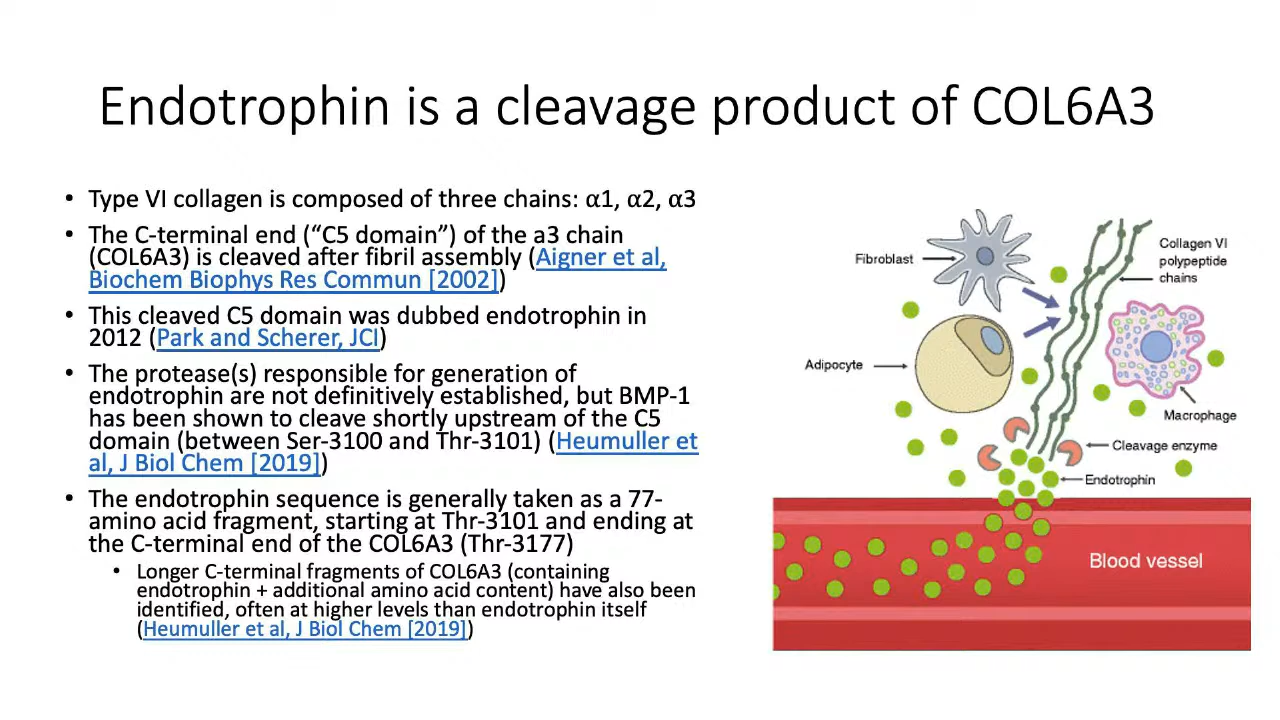 Endotrophin is a cleavage product of COL6A3
• Type VI collagen is composed of three chains: α1, α2, α3
• The C-terminal end (“C5 domain”) of the a3 chain
(COL6A3) is cleaved after fibril assembly (Aigner et al,
Biochem Biophys Res Commun [2002])
• This cleaved C5 domain was dubbed endotrophin in
2012 (Park and Scherer, JCI)
• The protease(s) responsible for generation of
endotrophin are not definitively established, but BMP-1
has been shown to cleave shortly upstream of the C5
domain (between Ser-3100 and Thr-3101) (Heumuller et
al, J Biol Chem [2019])
• The endotrophin sequence is generally taken as a 77-
amino acid fragment, starting at Thr-3101 and ending at
the C-terminal end of the COL6A3 (Thr-3177)
• Longer C-terminal fragments of COL6A3 (containing
endotrophin + additional amino acid content) have also been
identified, often at higher levels than endotrophin itself
(Heumuller et al, J Biol Chem [2019])
Fibroblast
Collagen VI
polypeptide
chains
Adipocyte
Macrophage
Cleavage enzyme
Endotrophin
Blood vessel